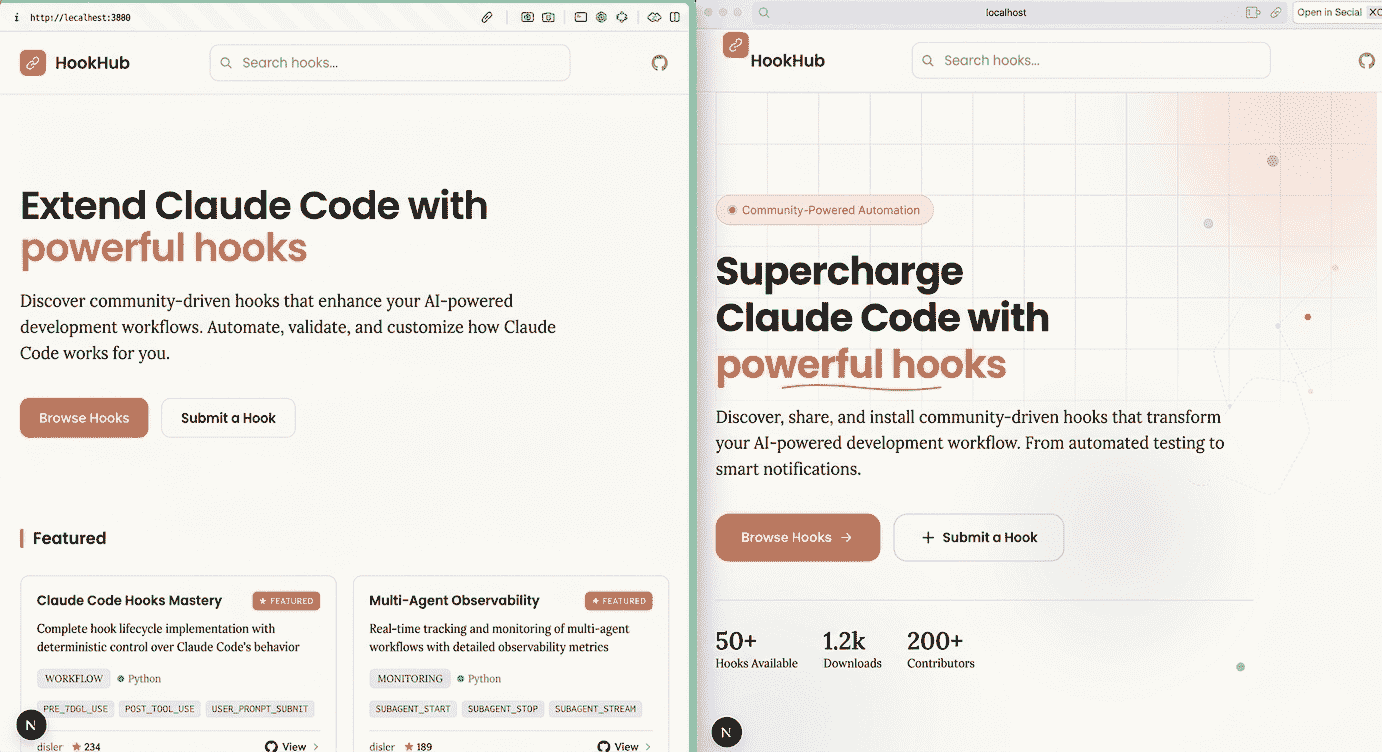 http://lecalhest:3800
HookHub
Search hooks...
Extend Claude Code with
powerful hooks
Discover community-driven hooks that enhance your AI-powered
development workflows. Automate, validate, and customize how Claude
Code works for you.
Browse Hooks
Submit a Hook
Featured
Claude Code Hooks Mastery
★ FEATURED
Complete hook lifecycle implementation with
deterministic control over Claude Code's behavior
WORKFLOW
Python
PRE_7DGL_USE
POST_TOOL_USE
USER_PROMPT_SUBNIT
disler
★ 234
View >
Multi-Agent Observability
★ FEATURED
Real-time tracking and monitoring of multi-agent
workflows with detailed observability metrics
MONITORING
Python
SUBAGENT_START
SUBAGENT_STOP
SUBAGENT_STREAM
disler
★ 189
View >
N
localhost
Open in Secial
HookHub
Search hooks...
Community-Powered Automation
Supercharge
Claude Code with
powerful hooks
Discover, share, and install community-driven hooks that transform
your AI-powered development workflow. From automated testing to
smart notifications.
Browse Hooks →
+ Submit a Hook
50+
Hooks Available
1.2k
Downloads
200+
Contributors
N